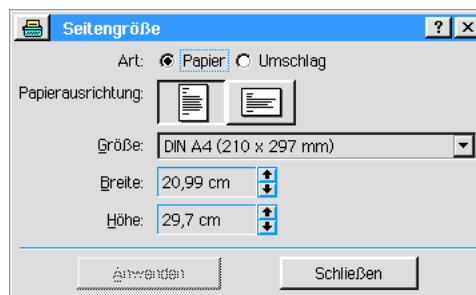 Seitengröße ? X
Art: Papier Umschlag
Papierausrichtung:
Größe: DIN A4 (210 x 297 mm)
Breite: 20,99 cm
Höhe: 29,7 cm
Anwenden Schließen